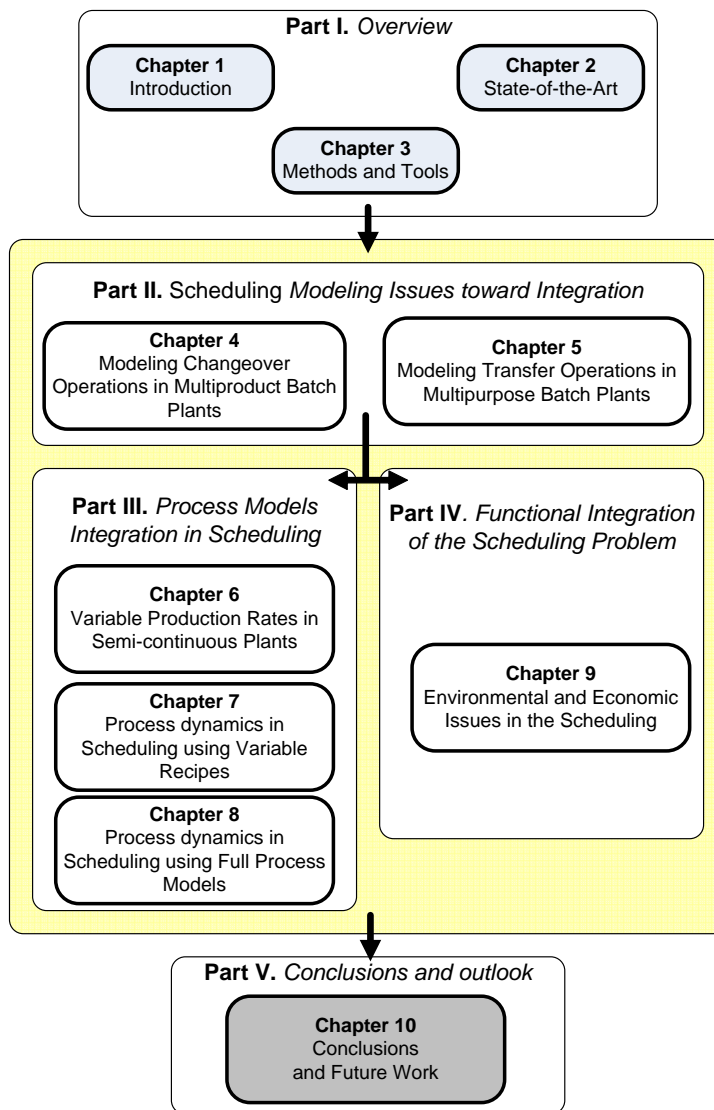 Part I. Overview
Chapter 1
Introduction
Chapter 2
State-of-the-Art
Chapter 3
Methods and Tools
Part II. Scheduling Modeling Issues toward Integration
Chapter 4
Modeling Changeover
Operations in Multiproduct Batch
Plants
Chapter 5
Modeling Transfer Operations in
Multipurpose Batch Plants
Part III. Process Models
Integration in Scheduling
Chapter 6
Variable Production Rates in
Semi-continuous Plants
Chapter 7
Process dynamics in
Scheduling using Variable
Recipes
Chapter 8
Process dynamics in
Scheduling using Full Process
Models
Part IV. Functional Integration
of the Scheduling Problem
Chapter 9
Environmental and Economic
Issues in the Scheduling
Part V. Conclusions and outlook
Chapter 10
Conclusions
and Future Work